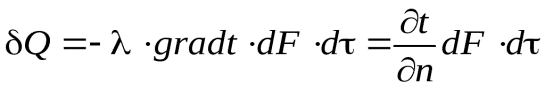 δQ = - λ ·gradt ·dF ·dτ = ∂t/∂n dF ·dτ